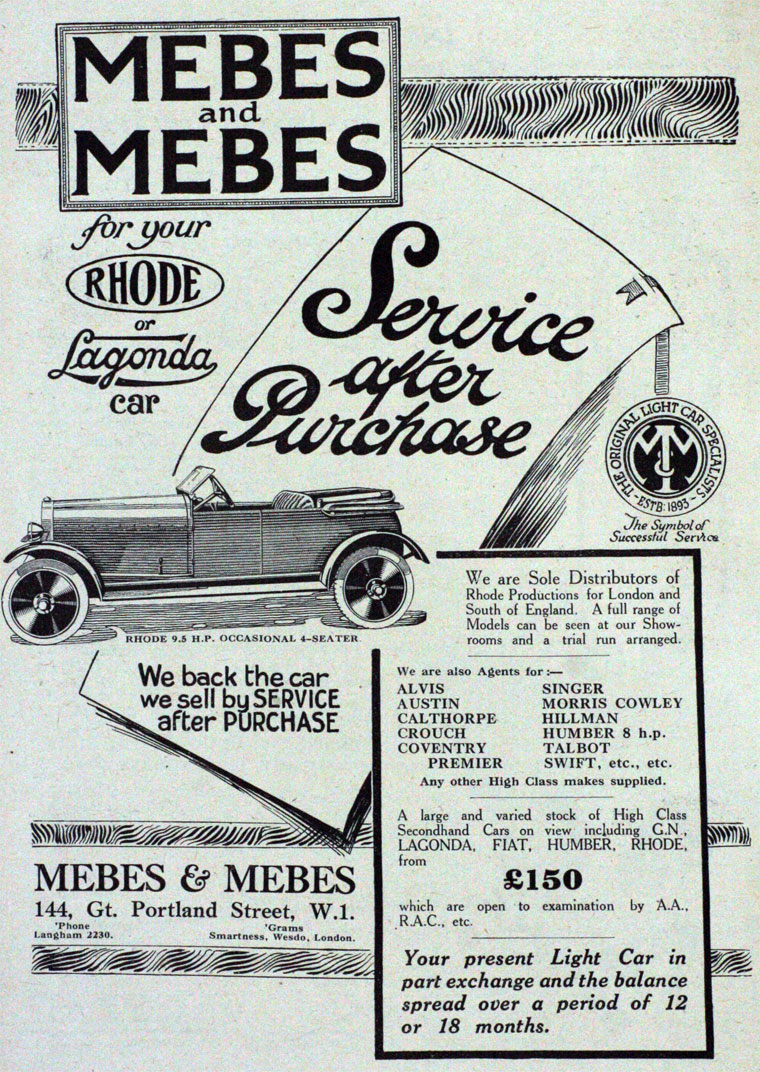 MEBES
and
MEBES
for your
RHODE
or
Lagonda
car
Service
after
Purchase
THE ORIGINAL LIGHT CAR SPECIALISTS
ESTB: 1893
The Symbol of
Successful Service
RHODE 9.5 H.P. OCCASIONAL 4-SEATER.
We back the car
we sell by SERVICE
after PURCHASE
We are Sole Distributors of
Rhode Productions for London and
South of England. A full range of
Models can be seen at our Show-
rooms and a trial run arranged.
We are also Agents for :—
ALVIS SINGER
AUSTIN MORRIS COWLEY
CALTHORPE HILLMAN
CROUCH HUMBER 8 h.p.
COVENTRY TALBOT
PREMIER SWIFT, etc., etc.
Any other High Class makes supplied.
A large and varied stock of High Class
Secondhand Cars on view including G.N.,
LAGONDA, FIAT, HUMBER, RHODE,
from
£150
which are open to examination by A.A.,
R.A.C., etc.
Your present Light Car in
part exchange and the balance
spread over a period of 12
or 18 months.
MEBES & MEBES
144, Gt. Portland Street, W.1.
'Phone 'Grams
Langham 2230. Smartness, Wesdo, London.